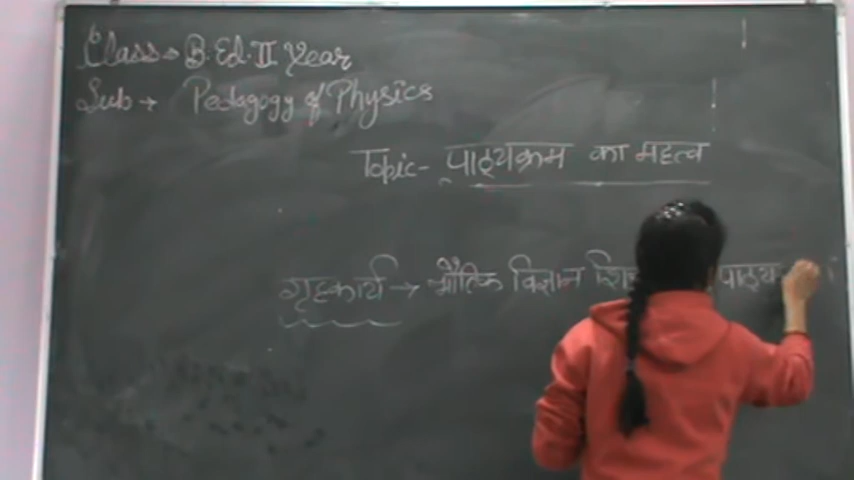 Class → B.Ed. II Year
Sub → Pedagogy of Physics
Topic - पाठ्यक्रम का महत्व
गृहकार्य → भौतिक विज्ञान